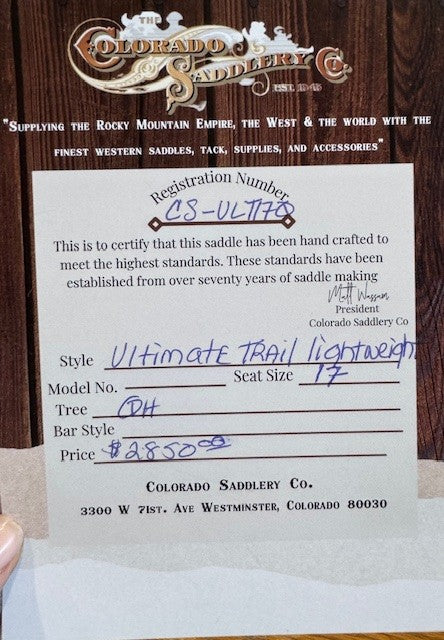 THE
COLORADO
SADDLERY CO.
EST. 1945
"SUPPLYING THE ROCKY MOUNTAIN EMPIRE, THE WEST & THE WORLD WITH THE
FINEST WESTERN SADDLES, TACK, SUPPLIES, AND ACCESSORIES"
Registration Number
CS-ULT170
This is to certify that this saddle has been hand crafted to
meet the highest standards. These standards have been
established from over seventy years of saddle making
President
Colorado Saddlery Co
Style Ultimate Trail lightweight
Model No. Seat Size 17
Tree
Bar Style
Price $2850.00
COLORADO SADDLERY CO.
3300 W 71ST. AVE WESTMINSTER, COLORADO 80030